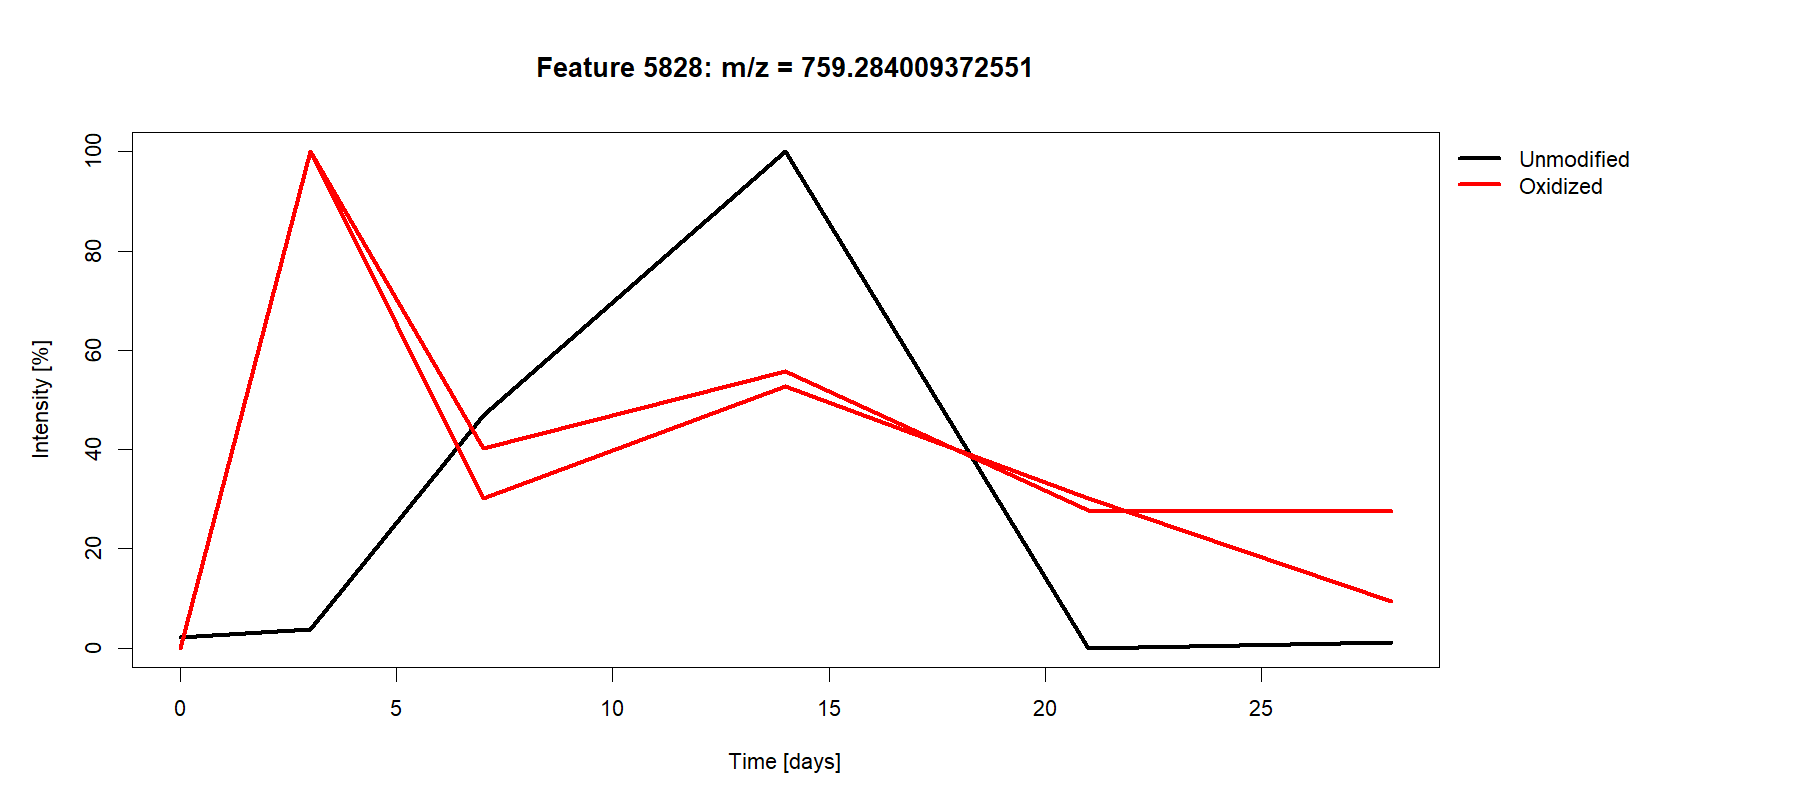 Feature 5828: m/z = 759.284009372551
Unmodified
Oxidized
100
80
60
40
20
0
Intensity [%]
0 5 10 15 20 25
Time [days]